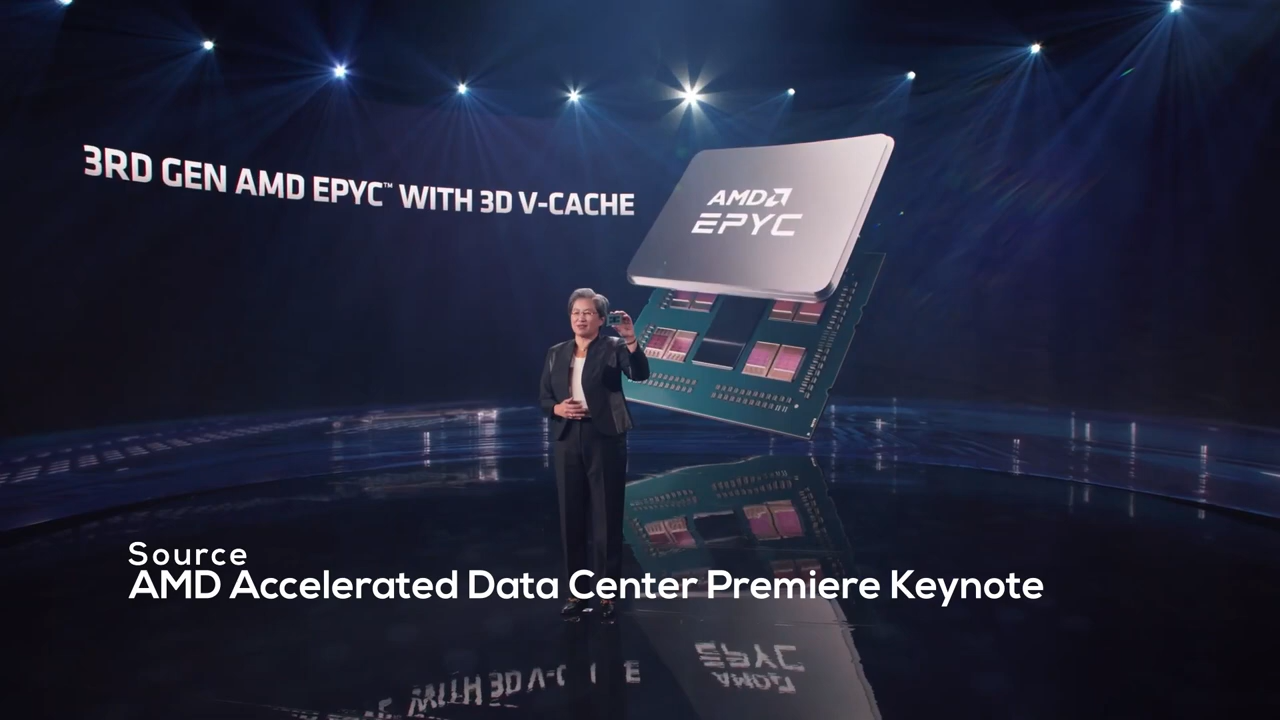 3RD GEN AMD EPYC™ WITH 3D V-CACHE
AMD
EPYC
Source
AMD Accelerated Data Center Premiere Keynote